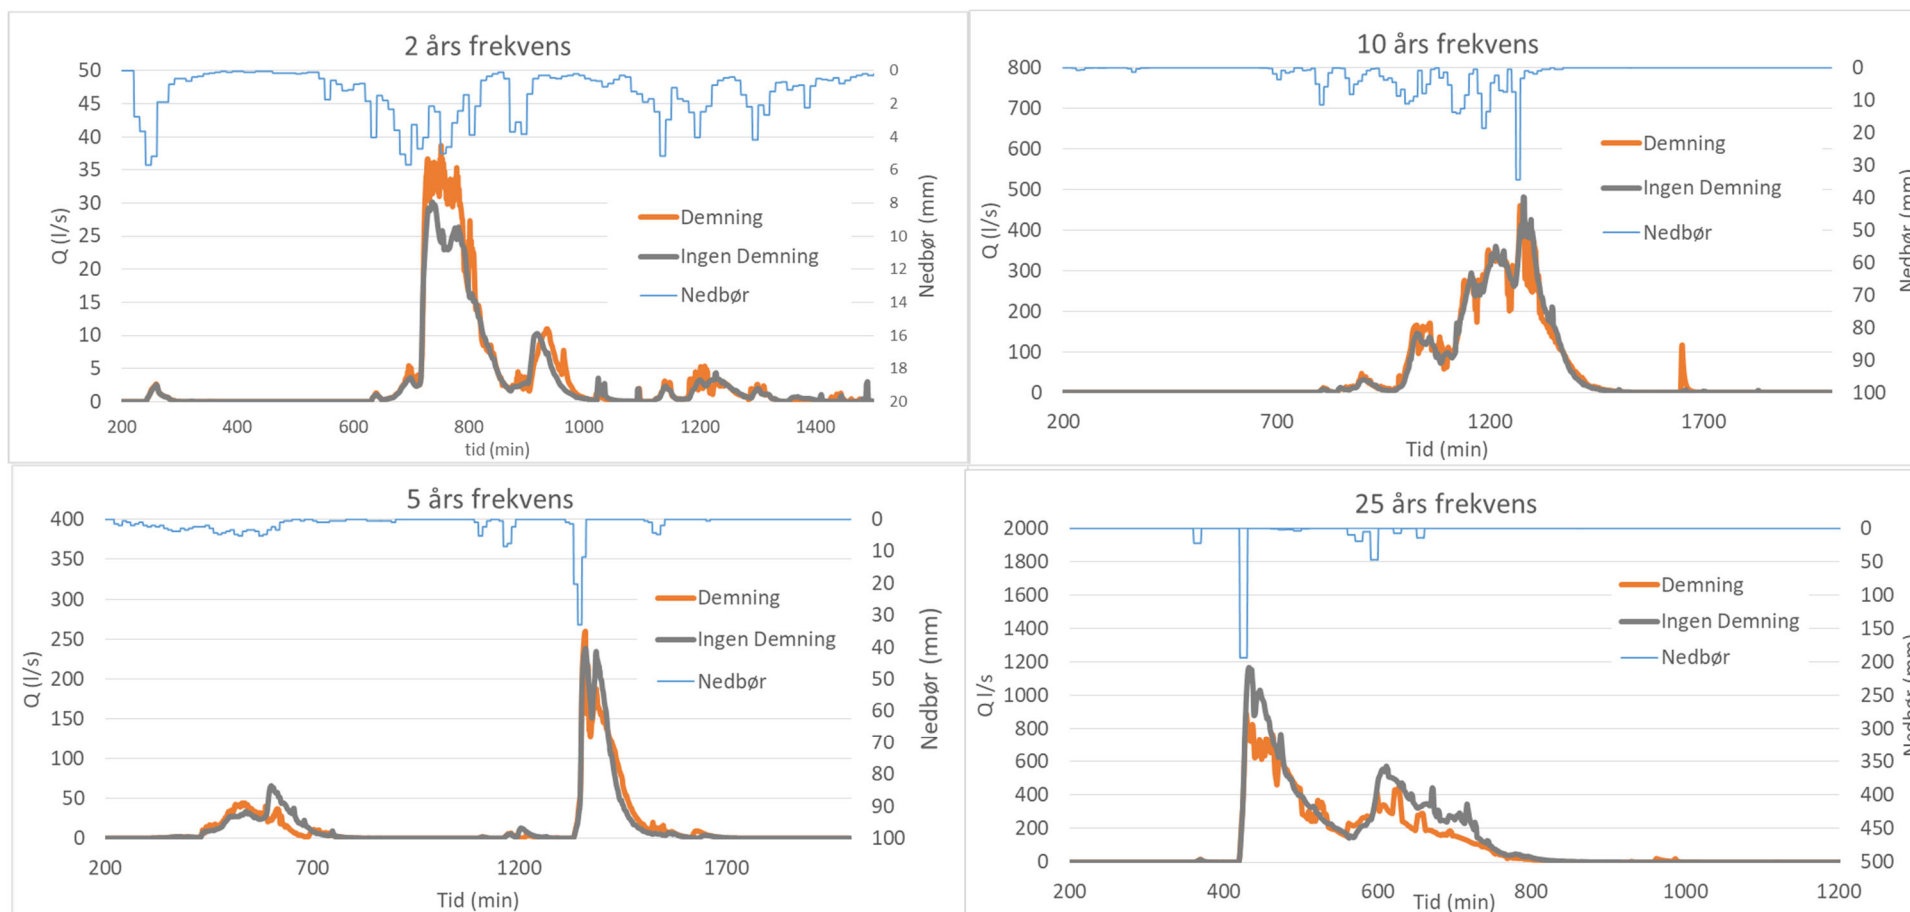 2 års frekvens
50
45
40
35
30
25
20
15
10
5
0
Q (l/s)
0
2
4
6
8
10
12
14
16
18
20
Nedbør (mm)
Demning
Ingen Demning
Nedbør
200 400 600 800 1000 1200 1400
tid (min)
10 års frekvens
800
700
600
500
400
300
200
100
0
Q (l/s)
0
10
20
30
40
50
60
70
80
90
100
Nedbør (mm)
Demning
Ingen Demning
Nedbør
200 700 1200 1700
Tid (min)
5 års frekvens
400
350
300
250
200
150
100
50
0
Q (l/s)
0
10
20
30
40
50
60
70
80
90
100
Nedbør (mm)
Demning
Ingen Demning
Nedbør
200 700 1200 1700
Tid (min)
25 års frekvens
2000
1800
1600
1400
1200
1000
800
600
400
200
0
Q l/s
0
50
100
150
200
250
300
350
400
450
500
Nedbør (mm)
Demning
Ingen Demning
Nedbør
200 400 600 800 1000 1200
Tid (min)